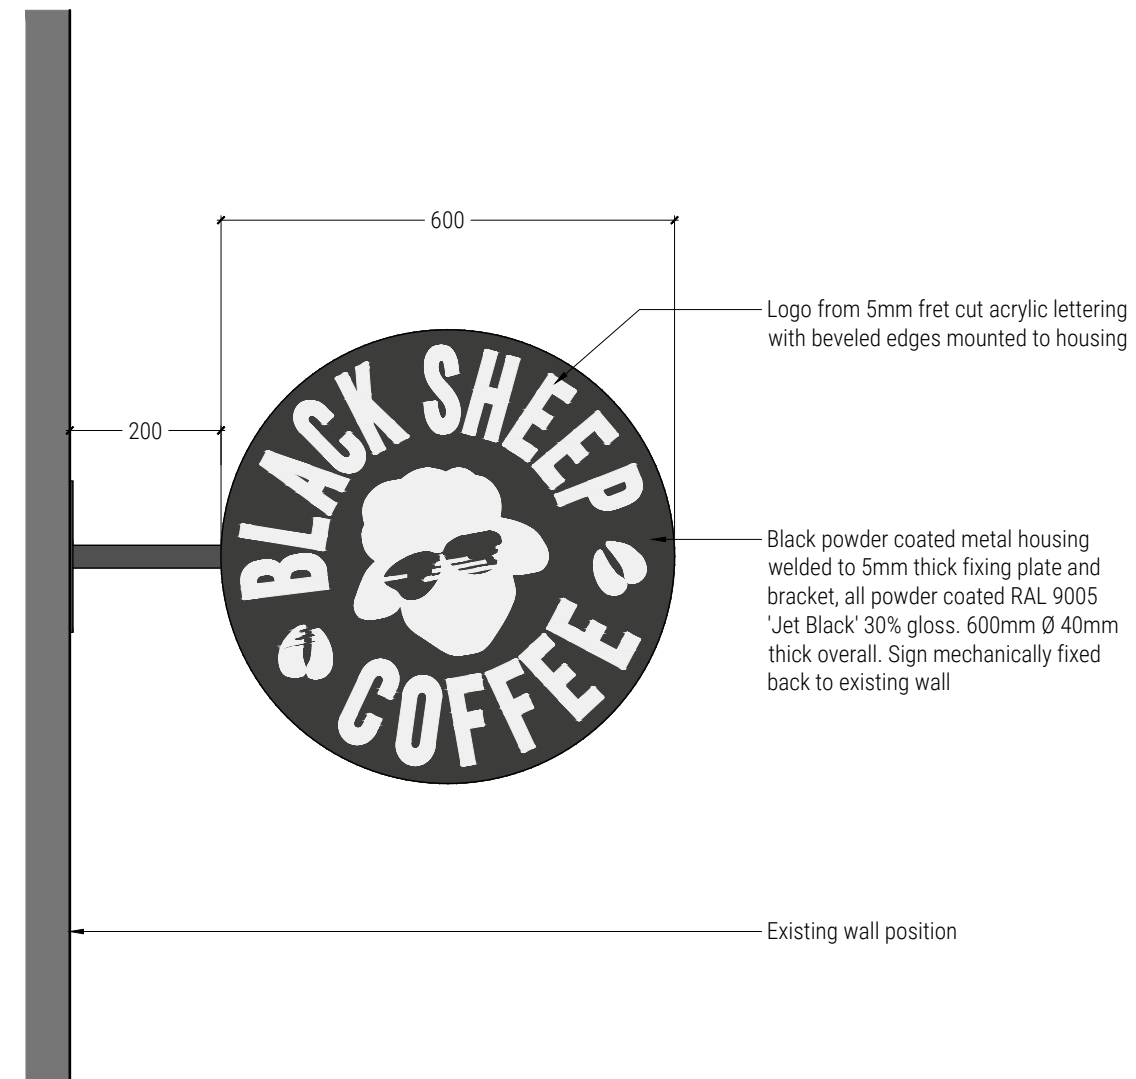 600
Logo from 5mm fret cut acrylic lettering
with beveled edges mounted to housing
200
BLACK SHEEP
COFFEE
Black powder coated metal housing
welded to 5mm thick fixing plate and
bracket, all powder coated RAL 9005
'Jet Black' 30% gloss. 600mm Ø 40mm
thick overall. Sign mechanically fixed
back to existing wall
Existing wall position